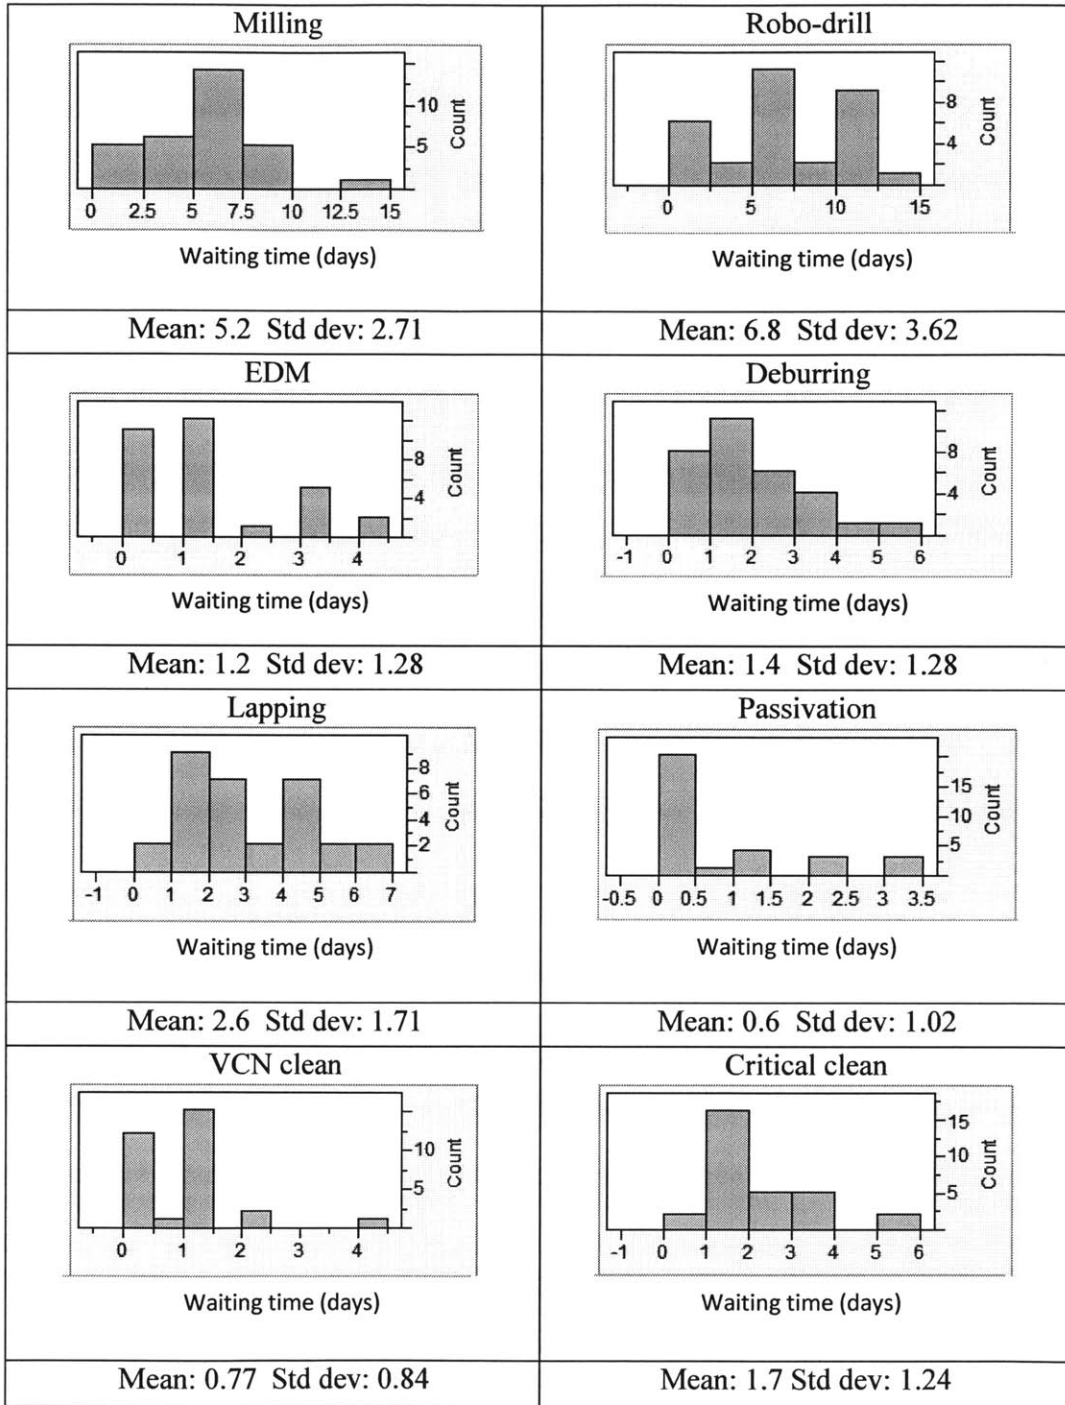 Milling
10
5
Count
0 2.5 5 7.5 10 12.5 15
Waiting time (days)
Mean: 5.2 Std dev: 2.71
Robo-drill
8
4
Count
0 5 10 15
Waiting time (days)
Mean: 6.8 Std dev: 3.62
EDM
8
4
Count
0 1 2 3 4
Waiting time (days)
Mean: 1.2 Std dev: 1.28
Deburring
8
4
Count
-1 0 1 2 3 4 5 6
Waiting time (days)
Mean: 1.4 Std dev: 1.28
Lapping
8
6
4
2
Count
-1 0 1 2 3 4 5 6 7
Waiting time (days)
Mean: 2.6 Std dev: 1.71
Passivation
15
10
5
Count
-0.5 0 0.5 1 1.5 2 2.5 3 3.5
Waiting time (days)
Mean: 0.6 Std dev: 1.02
VCN clean
10
5
Count
0 1 2 3 4
Waiting time (days)
Mean: 0.77 Std dev: 0.84
Critical clean
15
10
5
Count
-1 0 1 2 3 4 5 6
Waiting time (days)
Mean: 1.7 Std dev: 1.24